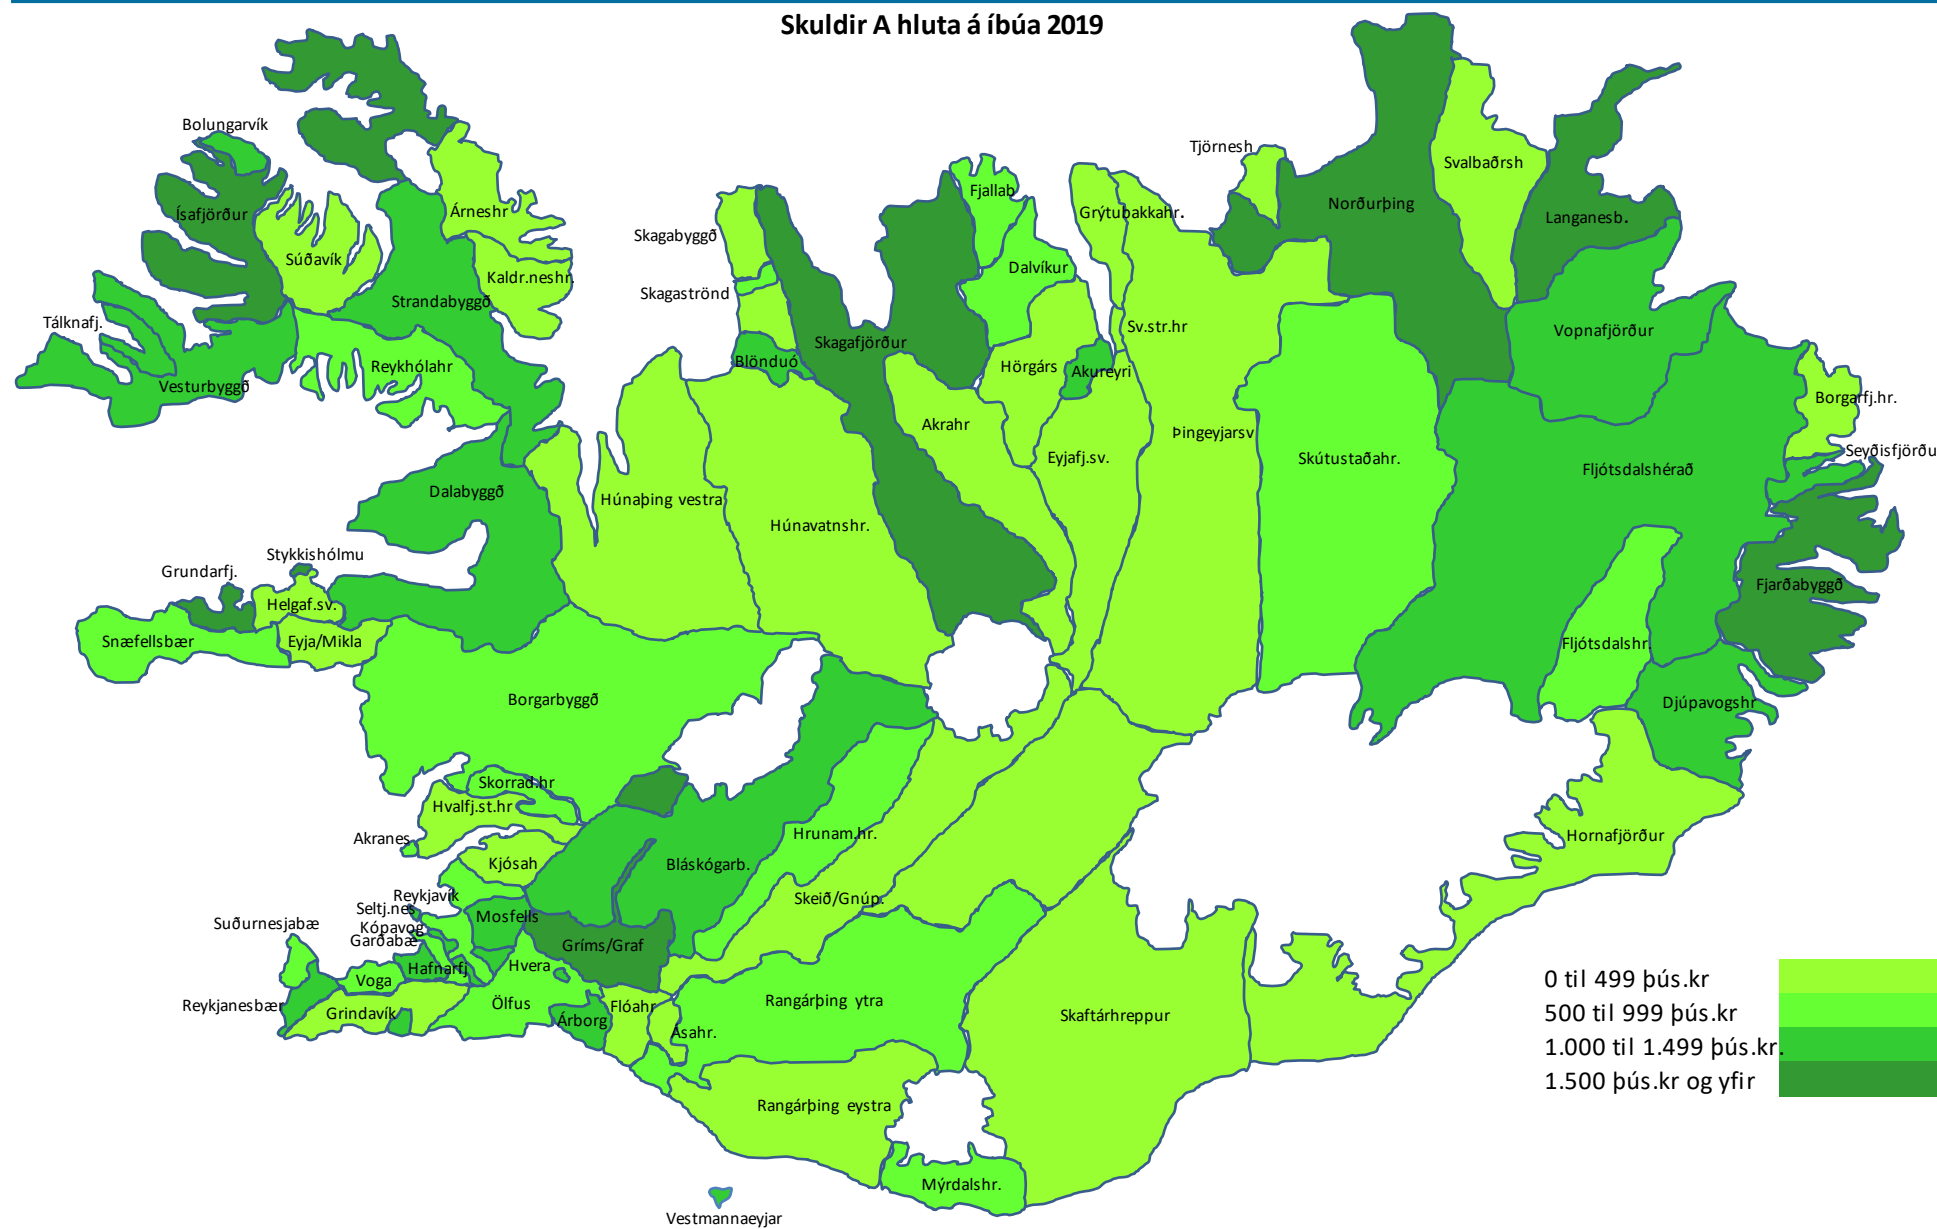 Skuldir A hluta á íbúa 2019
Bolungarvík
Ísafjörður
Súðavík
Árneshr
Kaldr.neshr.
Strandabyggð
Tálknafj.
Vesturbyggð
Reykhólahr
Dalabyggð
Stykkishólmu
Grundarfj.
Helgaf.sv.
Snæfellsbær
Eyja/Mikla
Borgarbyggð
Skorrad.hr
Hvalfj.st.hr
Akranes
Kjósah
Reykjavík
Seltj.nes
Kópavog
Garðabæ
Mosfells
Suðurnesjabæ
Hafnarfj
Voga
Reykjanesbær
Grindavík
Hvera
Ölfus
Árborg
Flóahr
Ásahr.
Gríms/Graf
Bláskógarb.
Hrunam.hr.
Skeið/Gnúp.
Rangárþing ytra
Rangárþing eystra
Vestmannaeyjar
Mýrdalshr.
Skaftárhreppur
Hornafjörður
Skagabyggð
Skagaströnd
Blönduó
Skagafjörður
Húnaþing vestra
Húnavatnshr.
Akrahr
Fjallab
Dalvíkur
Hörgárs
Akureyri
Eyjafj.sv.
Grýtubakkahr.
Sv.str.hr
Þingeyjarsv
Tjörnesh
Norðurþing
Svalbaðrsh
Langanesb.
Skútustaðahr.
Vopnafjörður
Borgarfj.hr.
Seyðisfjörðu
Fljótsdalshérað
Fjarðabyggð
Fljótsdalshr.
Djúpavogshr
0 til 499 þús.kr
500 til 999 þús.kr
1.000 til 1.499 þús.kr.
1.500 þús.kr og yfir